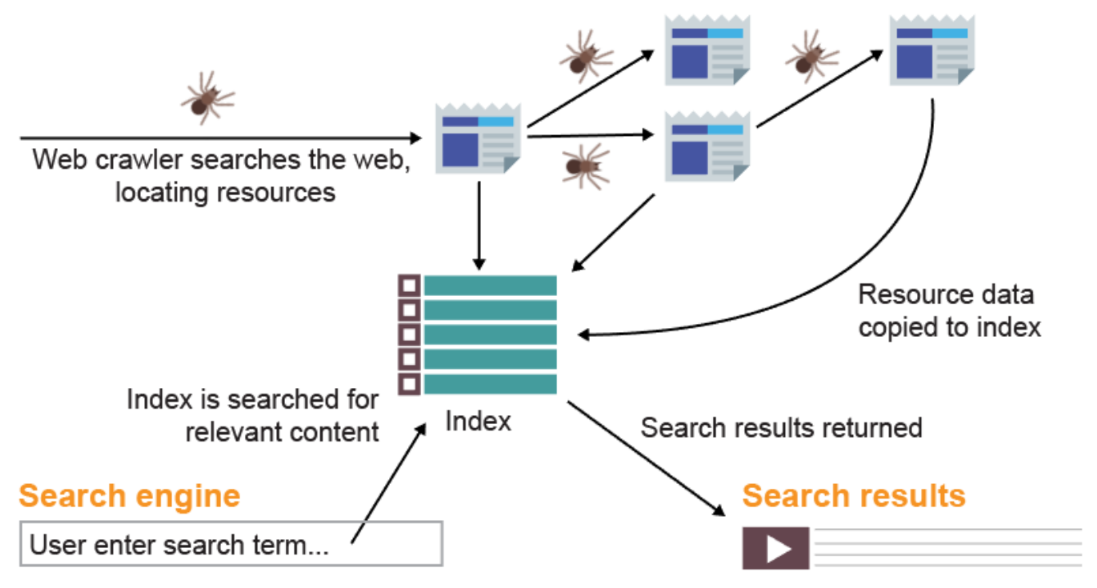 Web crawler searches the web,
locating resources
Resource data
copied to index
Index is searched for
relevant content
Index
Search results returned
Search engine
User enter search term...
Search results